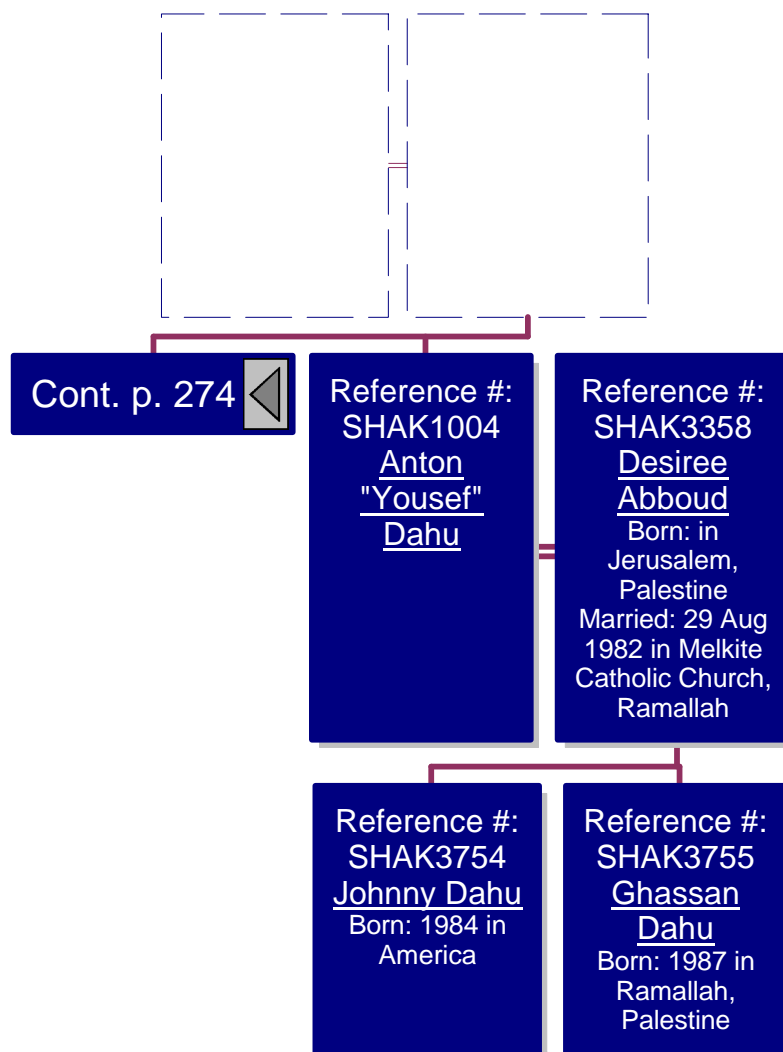 Cont. p. 274
Reference #:
SHAK1004
Anton
"Yousef"
Dahu
Reference #:
SHAK3358
Desiree
Abboud
Born: in
Jerusalem,
Palestine
Married: 29 Aug
1982 in Melkite
Catholic Church,
Ramallah
Reference #:
SHAK3754
Johnny Dahu
Born: 1984 in
America
Reference #:
SHAK3755
Ghassan
Dahu
Born: 1987 in
Ramallah,
Palestine